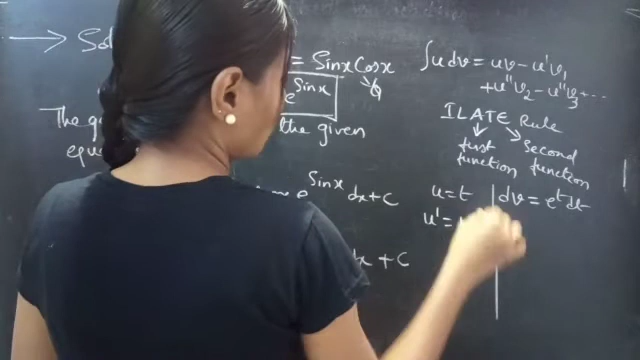 → Sol
= Sinx Cosx
Q
e^Sinx
The g
the given
equ
e^Sinx dx + C
dx + C
∫u dv = uv - u'v₁
+ u''v₂ - u'''v₃ + ...
ILATE Rule
first function
Second function
u = t | dv = e^t dt
u' =